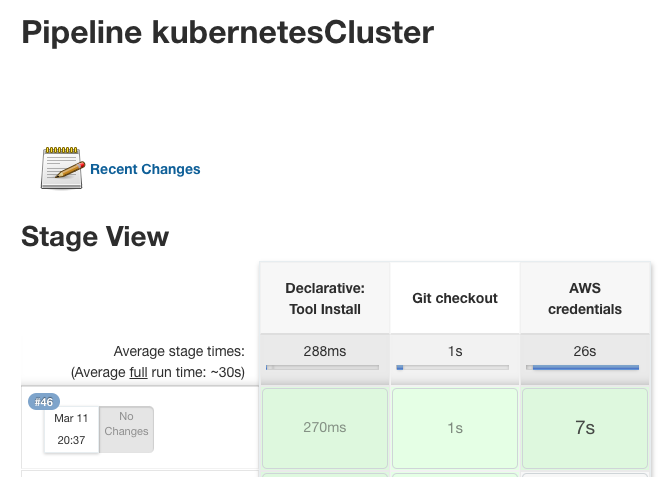 Pipeline kubernetesCluster
Recent Changes
Stage View
Declarative:
Tool Install
Git checkout
AWS
credentials
Average stage times:
(Average full run time: ~30s)
288ms
1s
26s
#46
Mar 11
20:37
No
Changes
270ms
1s
7s